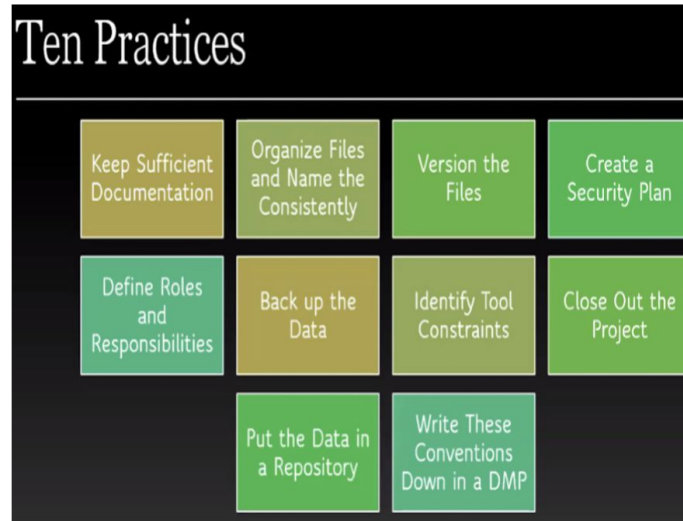 Ten Practices
Keep Sufficient
Documentation
Organize Files
and Name the
Consistently
Version the
Files
Create a
Security Plan
Define Roles
and
Responsibilities
Back up the
Data
Identify Tool
Constraints
Close Out the
Project
Put the Data in
a Repository
Write These
Conventions
Down in a DMP